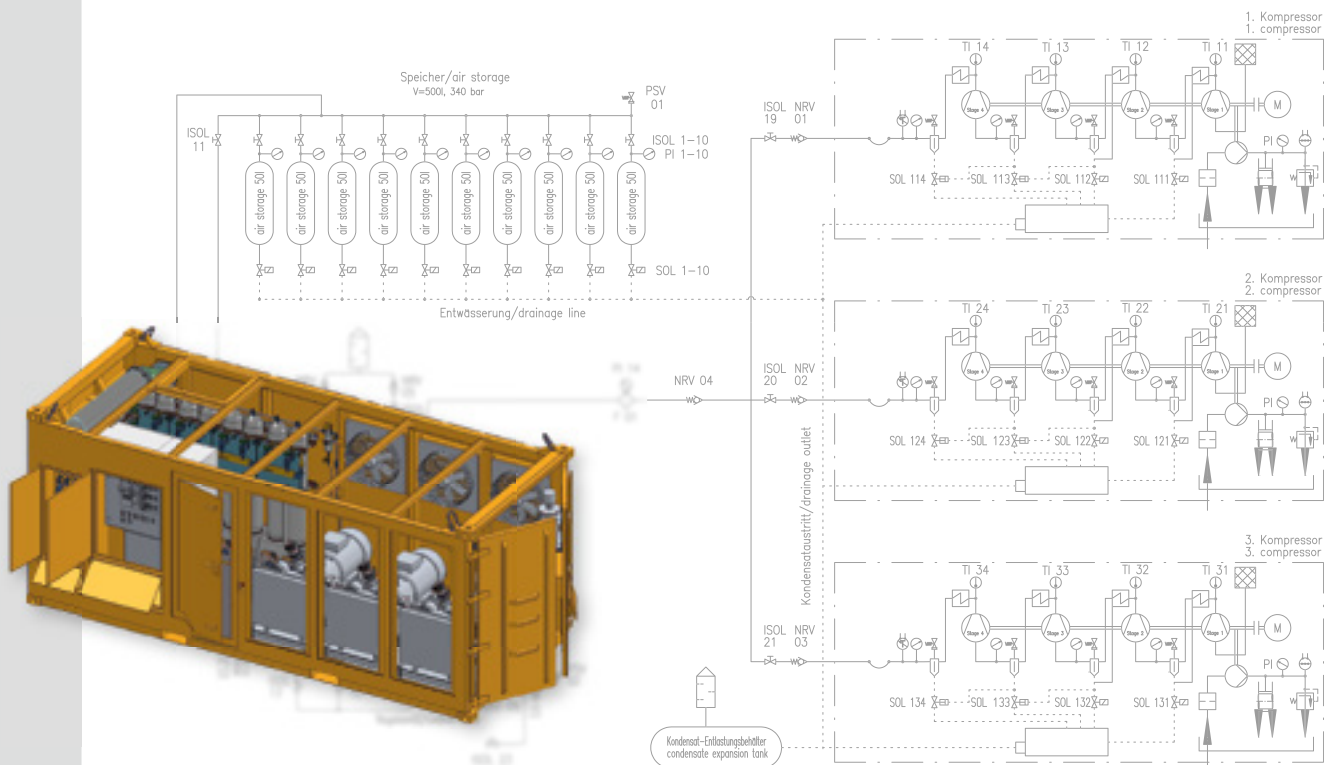 1. Kompressor
1. compressor
TI 14
TI 13
TI 12
TI 11
Speicher/air storage
V=500l, 340 bar
PSV
01
ISOL
11
ISOL 1-10
PI 1-10
ISOL NRV
19 01
Stage 4
Stage 3
Stage 2
Stage 1
M
PI
W
air storage 50l
air storage 50l
air storage 50l
air storage 50l
air storage 50l
air storage 50l
air storage 50l
air storage 50l
air storage 50l
air storage 50l
SOL 114
SOL 113
SOL 112
SOL 111
SOL 1-10
Entwässerung/drainage line
2. Kompressor
2. compressor
TI 24
TI 23
TI 22
TI 21
NRV 04
ISOL NRV
20 02
Stage 4
Stage 3
Stage 2
Stage 1
M
PI
W
SOL 124
SOL 123
SOL 122
SOL 121
Kondensataustritt/drainage outlet
3. Kompressor
3. compressor
TI 34
TI 33
TI 32
TI 31
ISOL NRV
21 03
Stage 4
Stage 3
Stage 2
Stage 1
M
PI
W
SOL 134
SOL 133
SOL 132
SOL 131
Kondensat-Entlastungsbehälter
condensate expansion tank